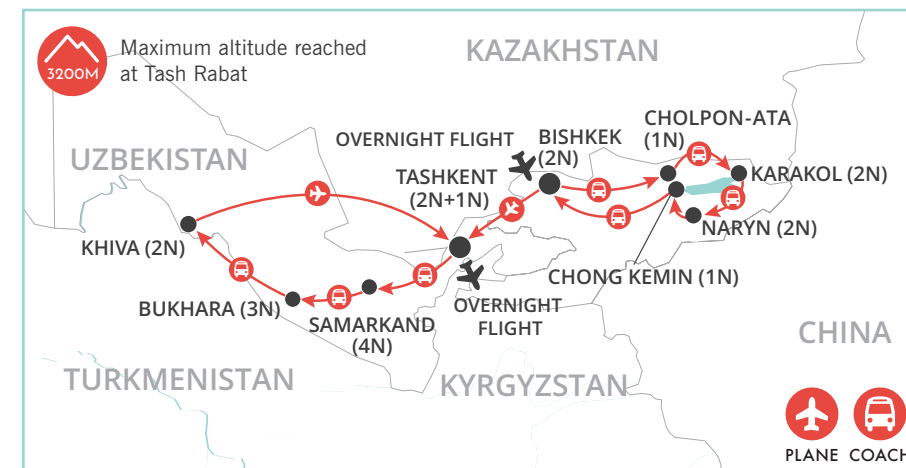 3200M
Maximum altitude reached
at Tash Rabat
KAZAKHSTAN
UZBEKISTAN
OVERNIGHT FLIGHT
BISHKEK
(2N)
CHOLPON-ATA
(1N)
TASHKENT
(2N+1N)
KARAKOL (2N)
NARYN (2N)
KHIVA (2N)
CHONG KEMIN (1N)
BUKHARA (3N)
SAMARKAND
(4N)
OVERNIGHT
FLIGHT
CHINA
TURKMENISTAN
KYRGYZSTAN
PLANE
COACH